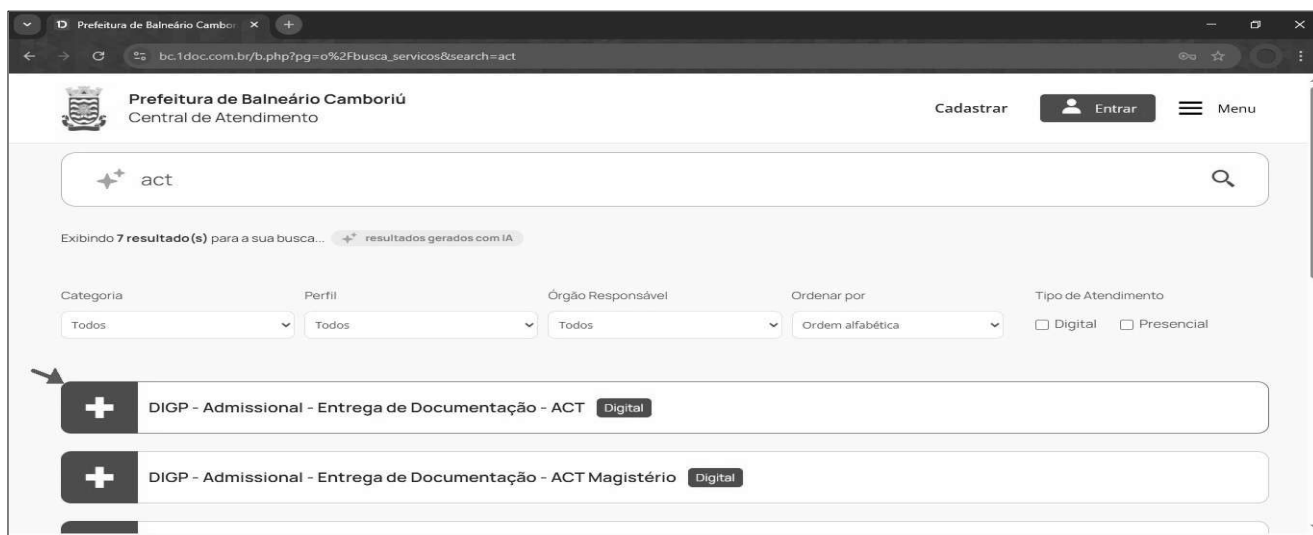 Prefeitura de Balneário Cambor
bc.1doc.com.br/b.php?pg=o%2Fbusca_servicos&search=act
Prefeitura de Balneário Camboriú
Central de Atendimento
Cadastrar
Entrar
Menu
act
Exibindo 7 resultado(s) para a sua busca... resultados gerados com IA
Categoria Perfil Órgão Responsável Ordenar por Tipo de Atendimento
Todos Todos Todos Ordem alfabética Digital Presencial
DIGP - Admissional - Entrega de Documentação - ACT Digital
DIGP - Admissional - Entrega de Documentação - ACT Magistério Digital